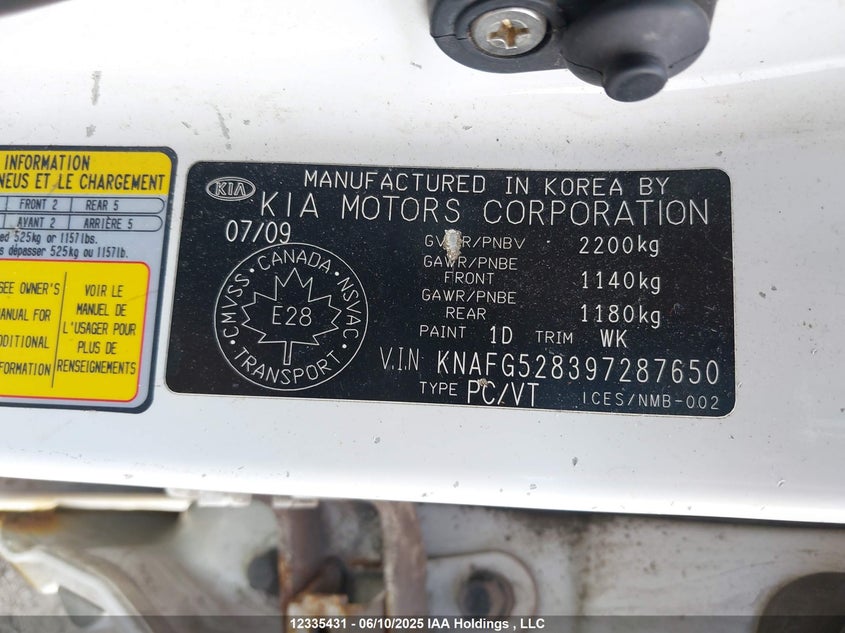 INFORMATION
NEUS ET LE CHARGEMENT
FRONT 2 REAR 5
AVANT 2 ARRIÈRE 5
ed 525kg or 1157lbs.
s dépasser 525kg ou 1157lb.
SEE OWNER'S
MANUAL FOR
DDITIONAL
FORMATION
VOIR LE
MANUEL DE
L'USAGER POUR
PLUS DE
RENSEIGNEMENTS
KIA
MANUFACTURED IN KOREA BY
KIA MOTORS CORPORATION
07/09
CANADA
CMVSS
NSVAC
E28
TRANSPORT
/PNBV 2200kg
GAWR/PNBE
FRONT 1140kg
GAWR/PNBE
REAR 1180kg
PAINT 1D TRIM WK
V.I.N KNAFG528397287650
TYPE PC/VT ICES/NMB-002
12335431 - 06/10/2025 IAA Holdings , LLC